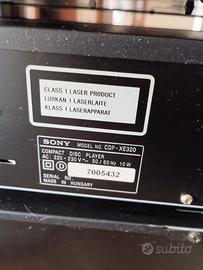 CLASS 1 LASER PRODUCT
LUOKAN 1 LASERLAITE
KLASS 1 LASERAPPARAT
SONY MODEL NO. CDP-XE320
COMPACT DISC PLAYER
AC: 220 - 230 V ~ 50 / 60 Hz 10 W
SERIAL NO. 7005432
MADE IN HUNGARY
subito